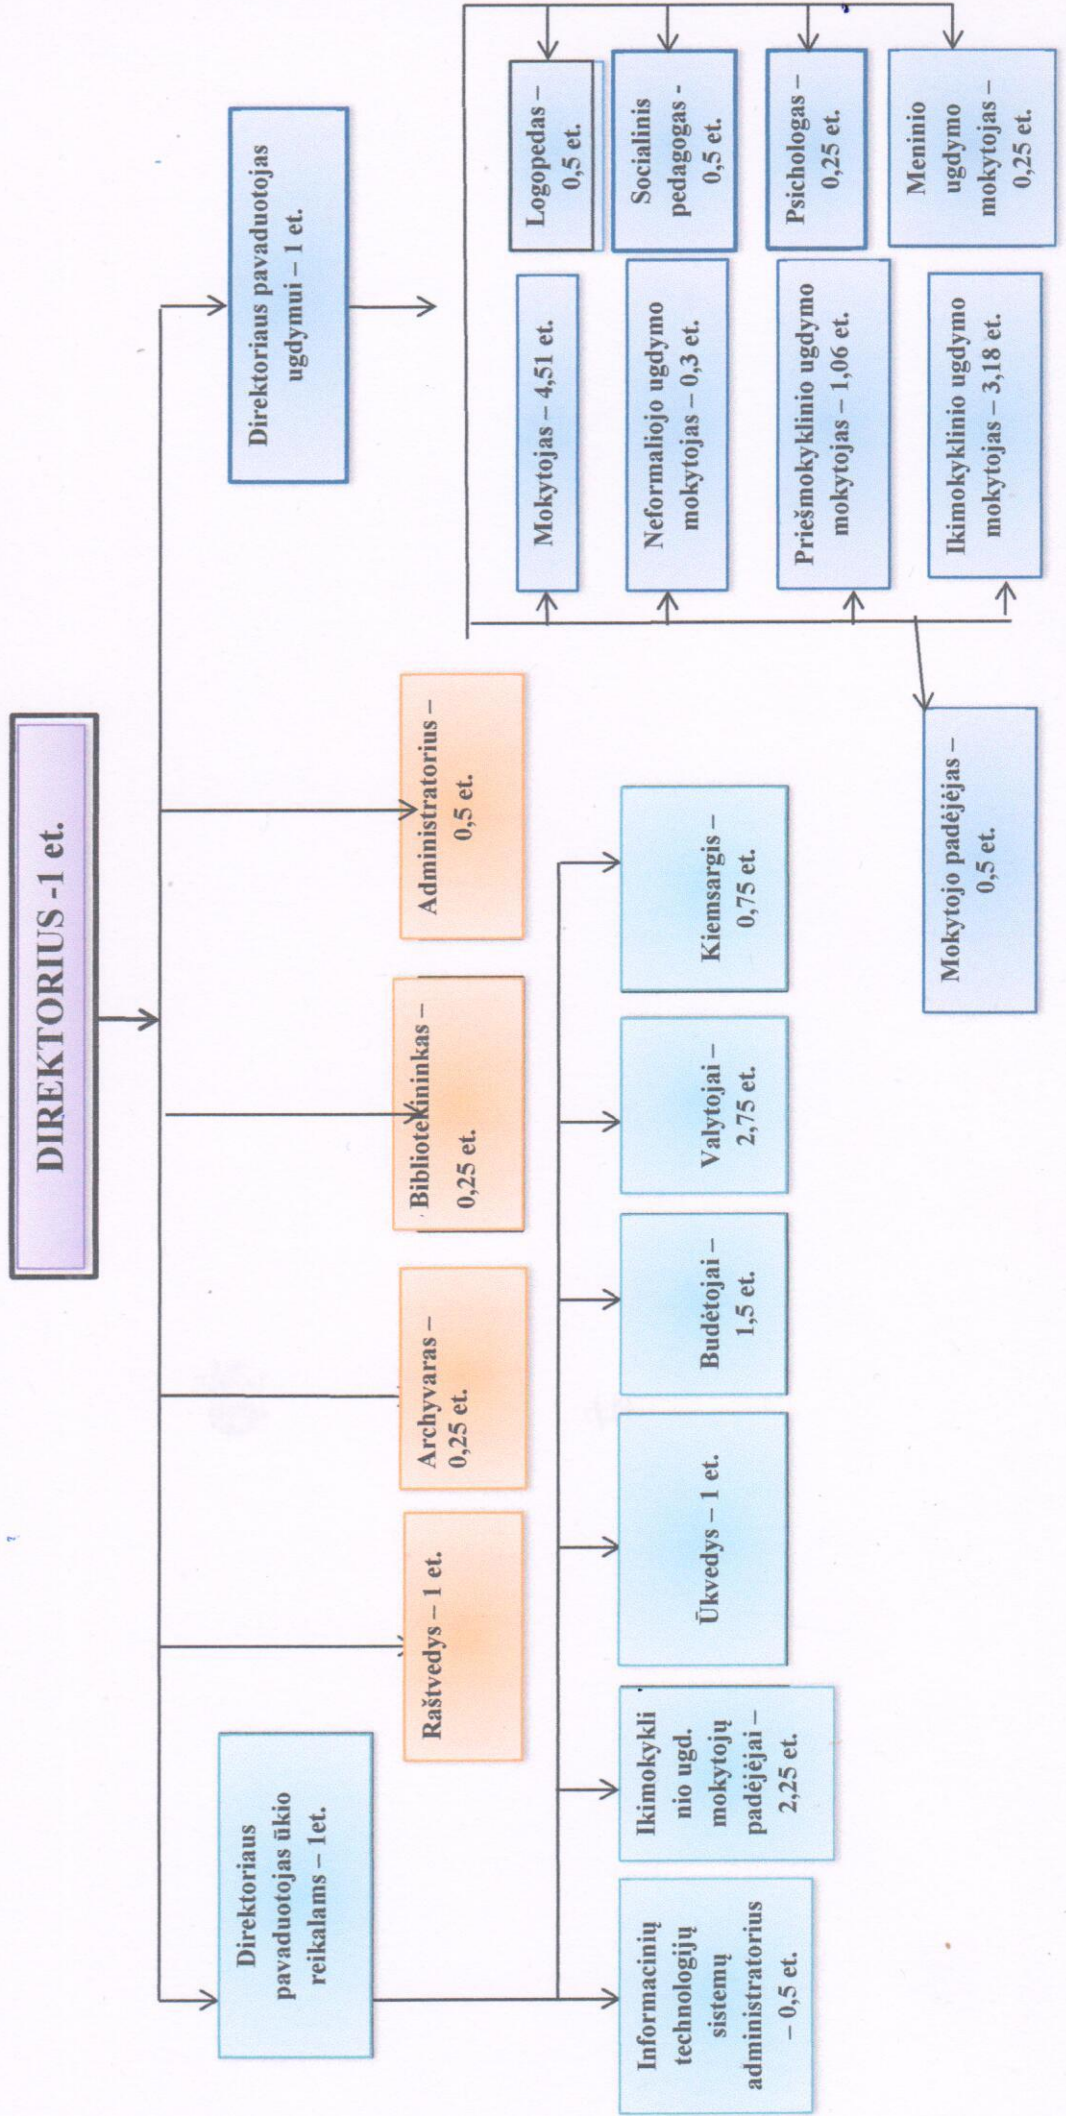 DIREKTORIUS -1 et.
Direktoriaus
pavaduotojas ūkio
reikalams – 1et.
Direktoriaus pavaduotojas
ugdymui – 1 et.
Raštvedys – 1 et.
Archyvaras –
0,25 et.
Bibliotekininkas –
0,25 et.
Administratorius –
0,5 et.
Informacinių
technologijų
sistemų
administratorius
– 0,5 et.
Ikimokykli
nio ugd.
mokytojų
padėjėjai –
2,25 et.
Ūkvedys – 1 et.
Budėtojai –
1,5 et.
Valytojai –
2,75 et.
Kiemsargis –
0,75 et.
Mokytojas – 4,51 et.
Logopedas –
0,5 et.
Neformaliojo ugdymo
mokytojas – 0,3 et.
Socialinis
pedagogas -
0,5 et.
Priešmokyklinio ugdymo
mokytojas – 1,06 et.
Psichologas –
0,25 et.
Ikimokyklinio ugdymo
mokytojas – 3,18 et.
Meninio
ugdymo
mokytojas –
0,25 et.
Mokytojo padėjėjas –
0,5 et.